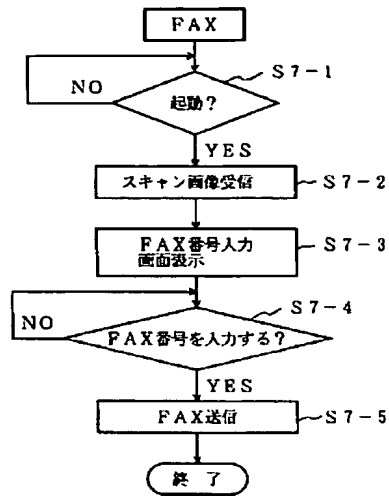 FAX
S7-1
NO
起動?
YES
スキャン画像受信
S7-2
FAX番号入力
画面表示
S7-3
S7-4
NO
FAX番号を入力する?
YES
FAX送信
S7-5
終了